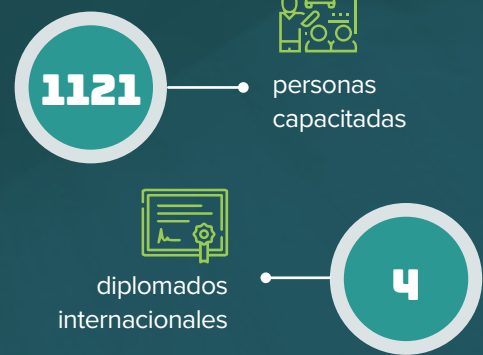 1121
personas
capacitadas
diplomados
internacionales
4